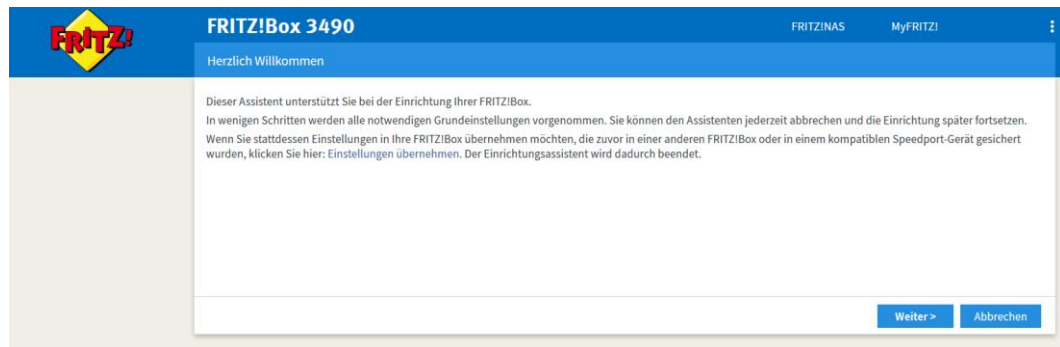 FRITZ!
FRITZ!Box 3490
FRITZ!NAS MyFRITZ!
Herzlich Willkommen
Dieser Assistent unterstützt Sie bei der Einrichtung Ihrer FRITZ!Box.
In wenigen Schritten werden alle notwendigen Grundeinstellungen vorgenommen. Sie können den Assistenten jederzeit abbrechen und die Einrichtung später fortsetzen.
Wenn Sie stattdessen Einstellungen in Ihre FRITZ!Box übernehmen möchten, die zuvor in einer anderen FRITZ!Box oder in einem kompatiblen Speedport-Gerät gesichert
wurden, klicken Sie hier: Einstellungen übernehmen. Der Einrichtungsassistent wird dadurch beendet.
Weiter > Abbrechen